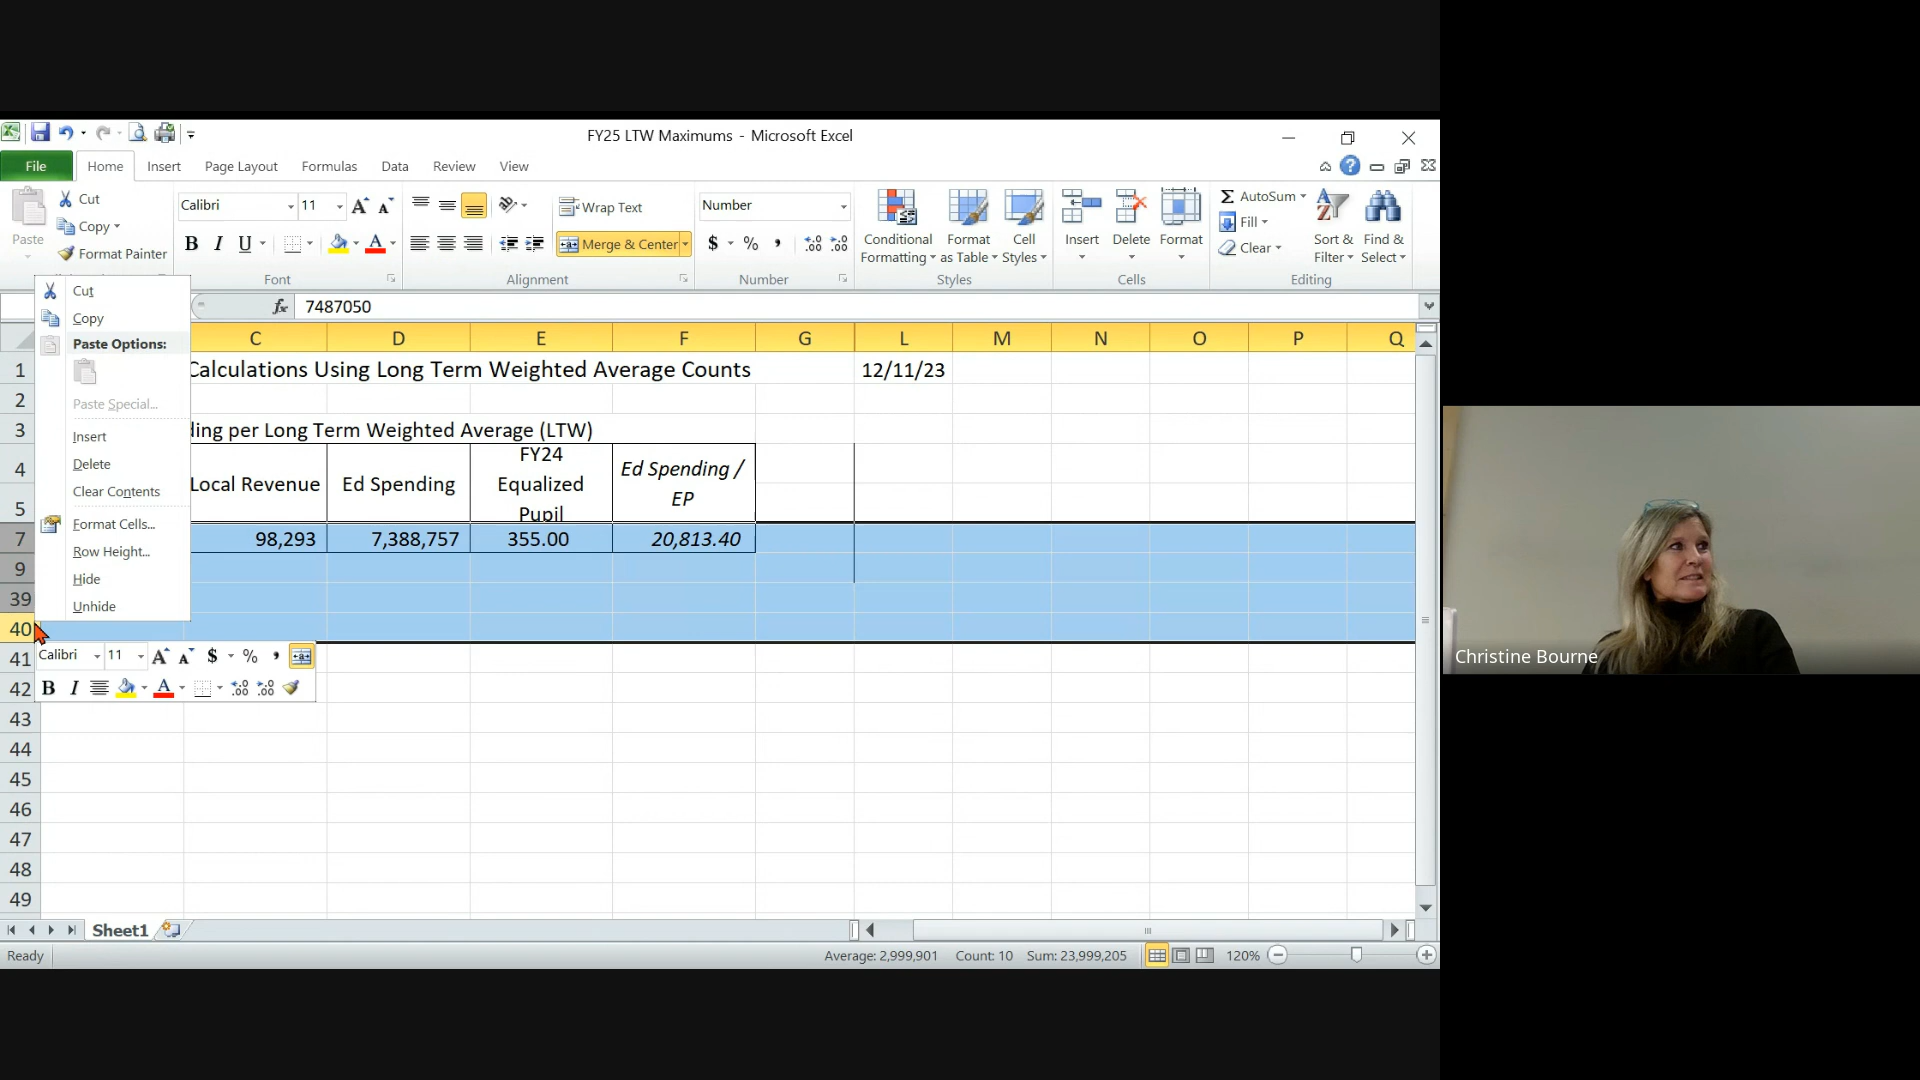 FY25 LTW Maximums - Microsoft Excel
File Home Insert Page Layout Formulas Data Review View
Paste
Cut
Copy
Format Painter
Calibri 11
B I U
Font
Wrap Text
Merge & Center
Alignment
Number
$ % ,
Number
Conditional Formatting
Format as Table
Cell Styles
Styles
Insert
Delete
Format
Cells
Σ AutoSum
Fill
Clear
Sort & Filter
Find & Select
Editing
fx 7487050
C D E F G L M N O P Q
1 Calculations Using Long Term Weighted Average Counts 12/11/23
2
3 ding per Long Term Weighted Average (LTW)
4
5
Local Revenue
Ed Spending
FY24 Equalized Pupil
Ed Spending / EP
7 98,293 7,388,757 355.00 20,813.40
9
39
40
41
42
43
44
45
46
47
48
49
Cut
Copy
Paste Options:
Paste Special...
Insert
Delete
Clear Contents
Format Cells...
Row Height...
Hide
Unhide
Calibri 11 A A $ % ,
B I A
Sheet1
Ready
Average: 2,999,901 Count: 10 Sum: 23,999,205
120%
Christine Bourne